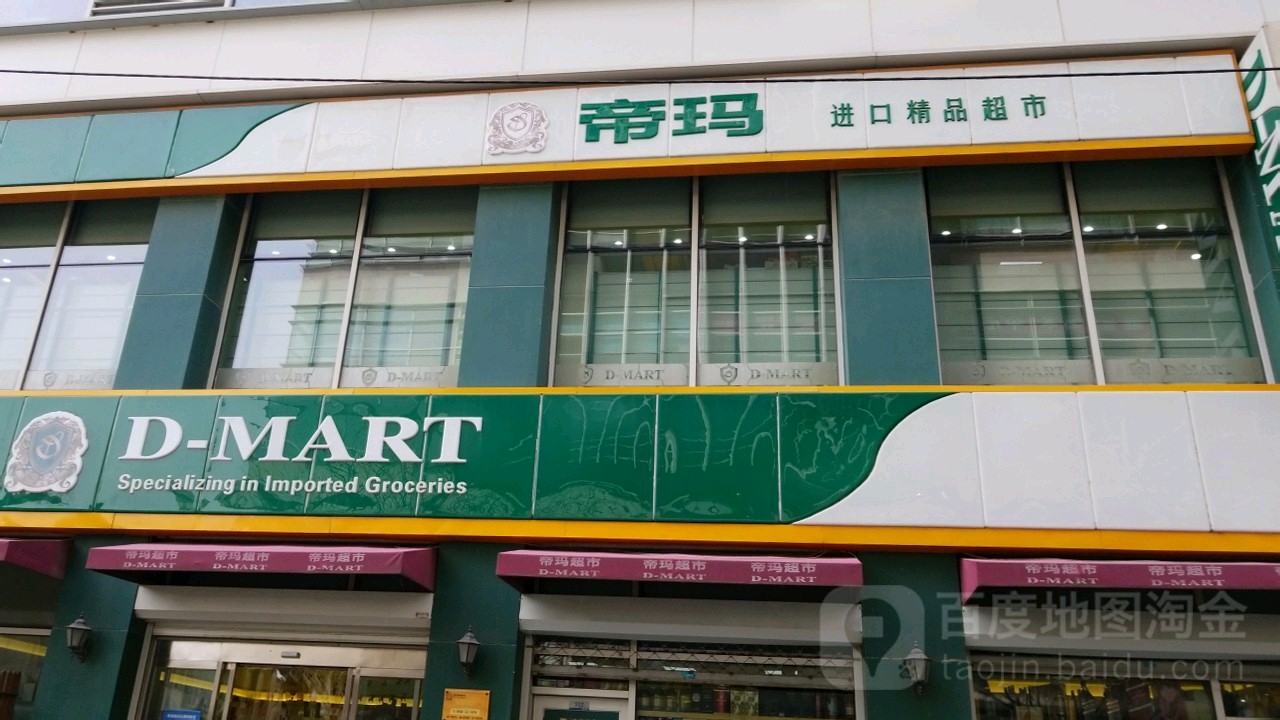 帝玛 进口精品超市
D-MART D-MART D-MART D-MART D-MART D-MART D-MART
D-MART
Specializing in Imported Groceries
帝玛超市 帝玛超市 帝玛超市 帝玛超市 帝玛超市 帝玛超市 帝玛超市 帝玛超市
D-MART D-MART D-MART D-MART D-MART D-MART D-MART D-MART
百度地图淘金
taojin.baidu.com